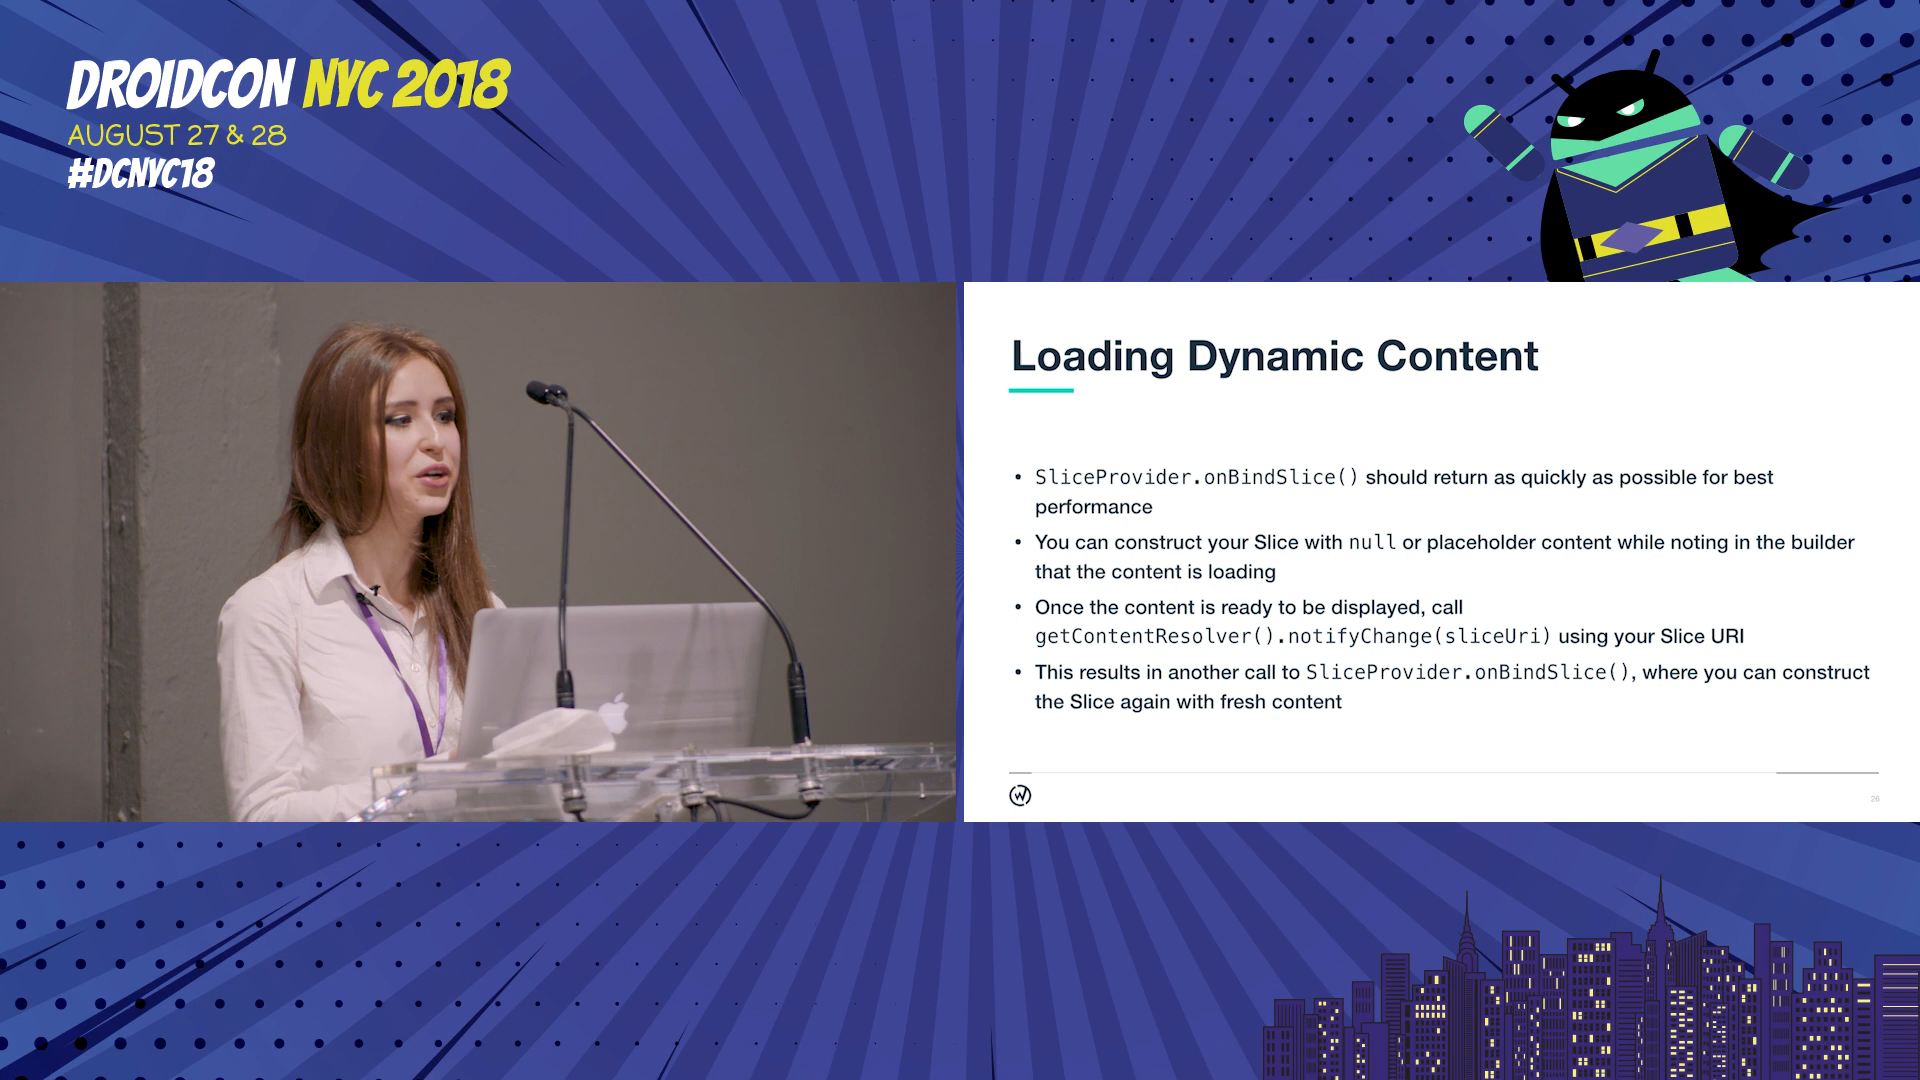 DROIDCON NYC 2018
AUGUST 27 & 28
#DCNYC18
Loading Dynamic Content
• SliceProvider.onBindSlice() should return as quickly as possible for best
performance
• You can construct your Slice with null or placeholder content while noting in the builder
that the content is loading
• Once the content is ready to be displayed, call
getContentResolver().notifyChange(sliceUri) using your Slice URI
• This results in another call to SliceProvider.onBindSlice(), where you can construct
the Slice again with fresh content
26